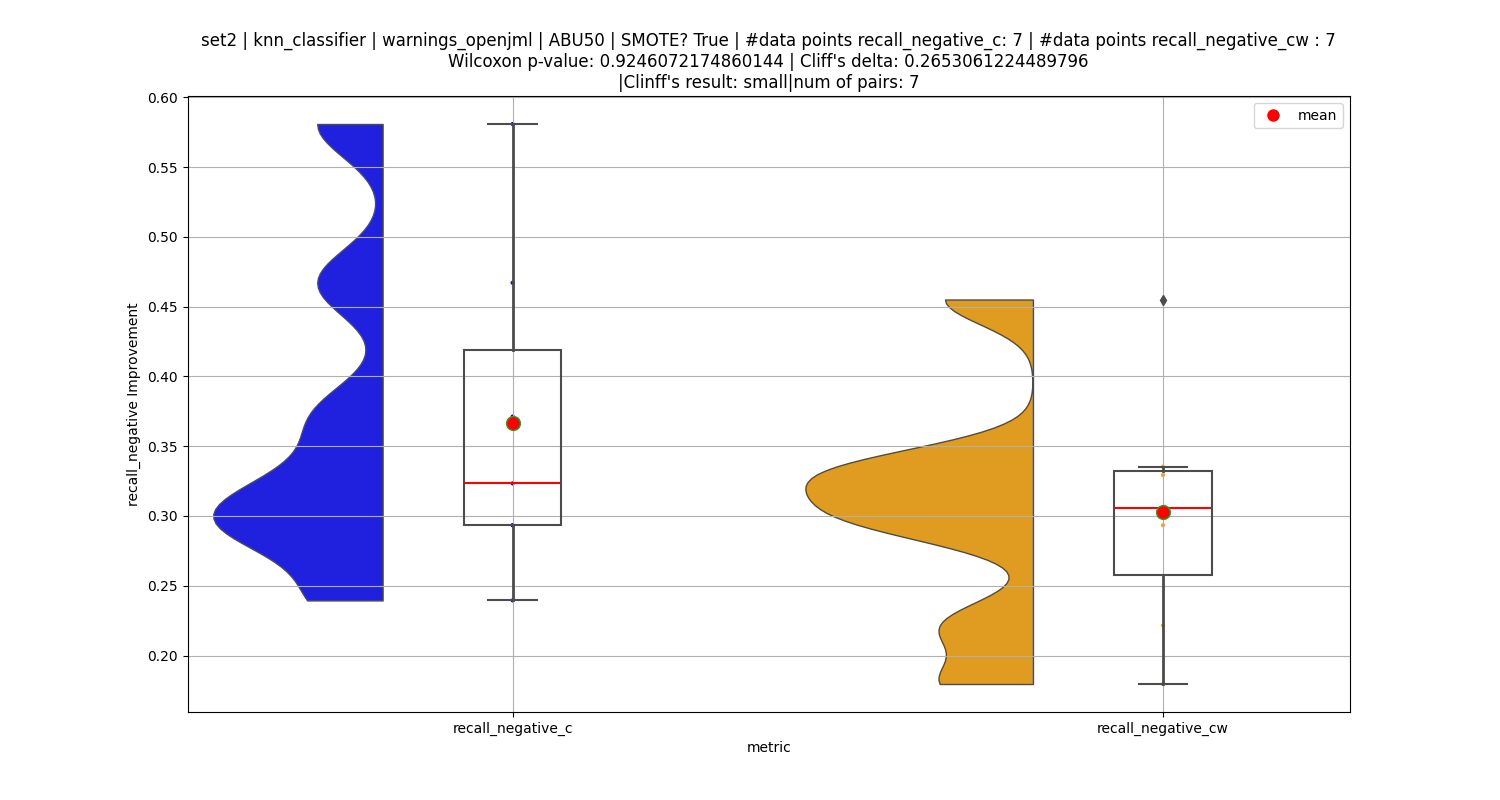 set2 | knn_classifier | warnings_openjml | ABU50 | SMOTE? True | #data points recall_negative_c: 7 | #data points recall_negative_cw : 7
Wilcoxon p-value: 0.9246072174860144 | Cliff's delta: 0.2653061224489796
|Clinff's result: small|num of pairs: 7
mean
0.60
0.55
0.50
0.45
0.40
0.35
0.30
0.25
0.20
recall_negative Improvement
recall_negative_c
recall_negative_cw
metric